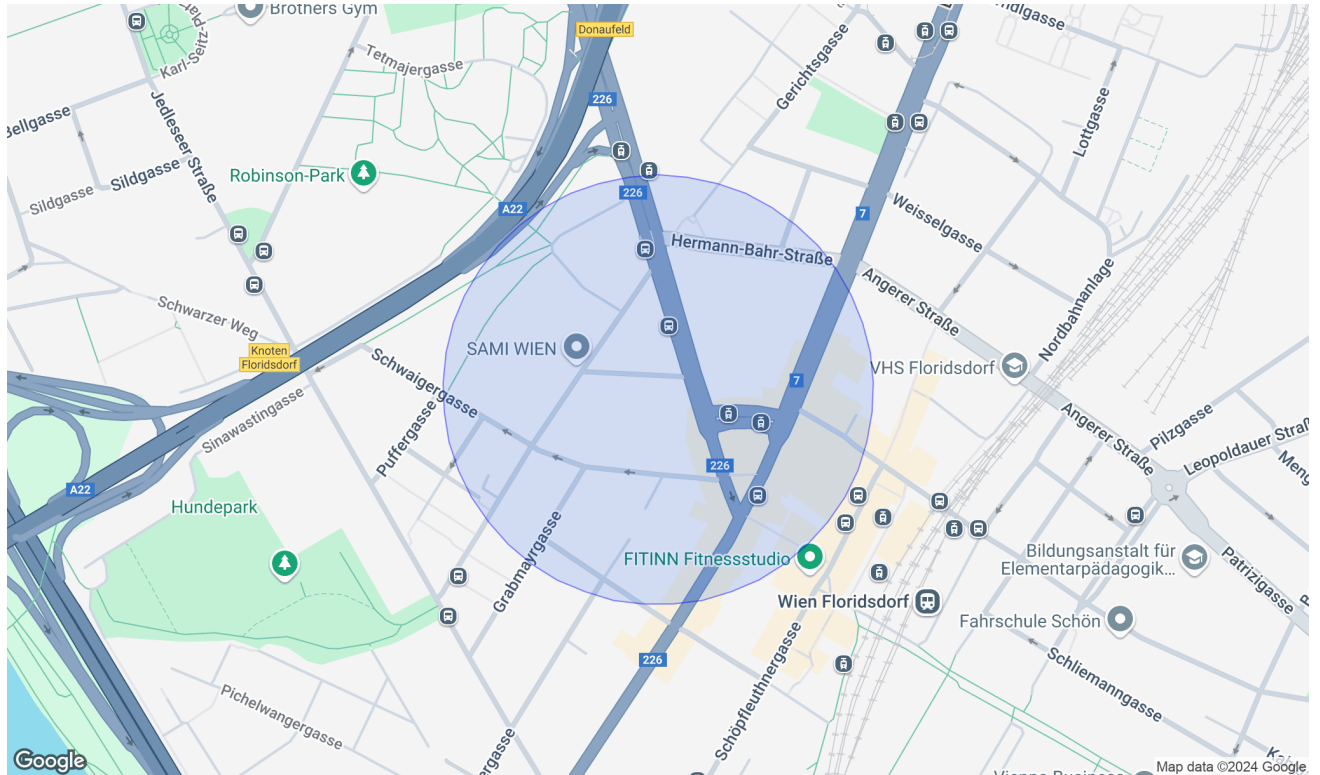 Brothers Gym
Donaufeld
Karl-Seitz-Pla
Tetmajergasse
Gerichtsgasse
Bellgasse
Jedleseer Straße
226
Lottgasse
Sildgasse
Sildgasse
Robinson-Park
A22
226
7
Weisselgasse
Hermann-Bahr-Straße
Angerer Straße
Nordbahnanlage
Schwarzer Weg
Knoten
Floridsdorf
SAMI WIEN
Schwaigergasse
7
VHS Floridsdorf
Sinawastingasse
Puffergasse
Angerer Straße
Pilzgasse
Leopoldauer Straß
Meng
A22
226
Hundepark
Grabmayrgasse
FITINN Fitnessstudio
Bildungsanstalt für
Elementarpädagogik...
Patrizigasse
Wien Floridsdorf
Fahrschule Schön
226
Schöpfleuthnergasse
Schliemanngasse
Pichelwangergasse
Google
Map data ©2024 Google